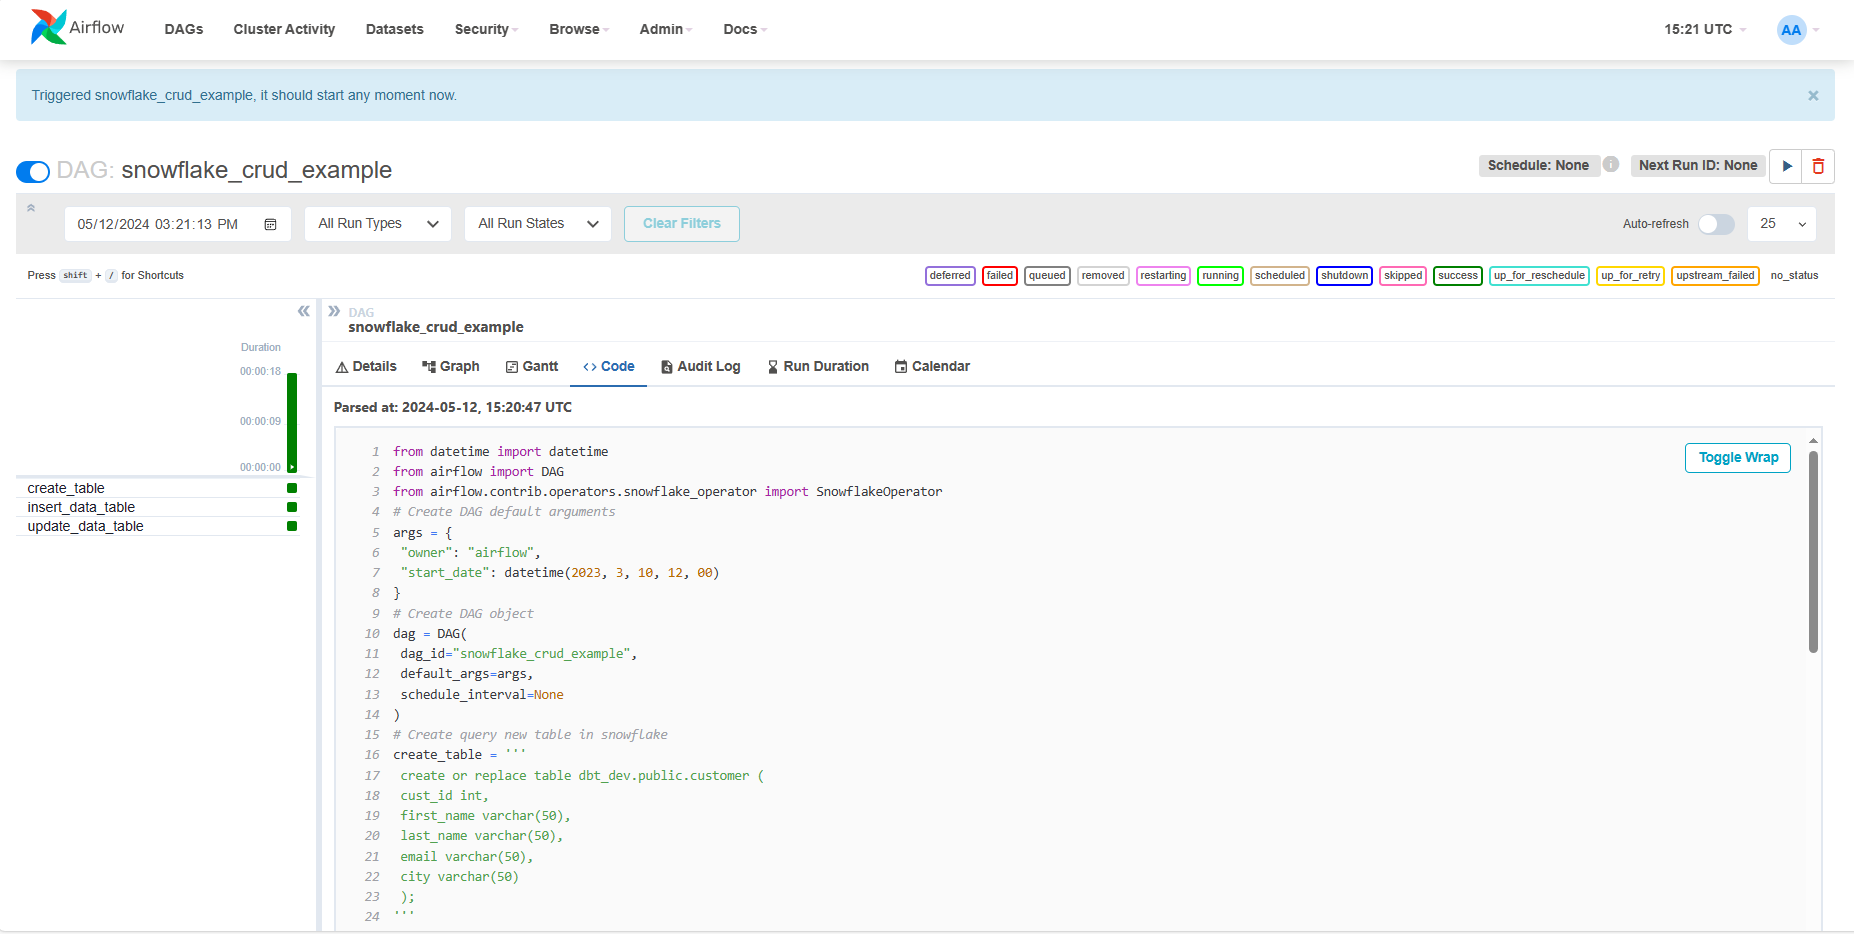 Airflow
DAGs Cluster Activity Datasets Security Browse Admin Docs 15:21 UTC AA
Triggered snowflake_crud_example, it should start any moment now. ×
DAG: snowflake_crud_example Schedule: None i Next Run ID: None
05/12/2024 03:21:13 PM All Run Types All Run States Clear Filters Auto-refresh 25
Press shift + / for Shortcuts deferred failed queued removed restarting running scheduled shutdown skipped success up_for_reschedule up_for_retry upstream_failed no_status
Duration
00:00:18
00:00:09
00:00:00
create_table
insert_data_table
update_data_table
DAG
snowflake_crud_example
Details Graph Gantt <> Code Audit Log Run Duration Calendar
Parsed at: 2024-05-12, 15:20:47 UTC
Toggle Wrap
1 from datetime import datetime
2 from airflow import DAG
3 from airflow.contrib.operators.snowflake_operator import SnowflakeOperator
4 # Create DAG default arguments
5 args = {
6 "owner": "airflow",
7 "start_date": datetime(2023, 3, 10, 12, 00)
8 }
9 # Create DAG object
10 dag = DAG(
11 dag_id="snowflake_crud_example",
12 default_args=args,
13 schedule_interval=None
14 )
15 # Create query new table in snowflake
16 create_table = '''
17 create or replace table dbt_dev.public.customer (
18 cust_id int,
19 first_name varchar(50),
20 last_name varchar(50),
21 email varchar(50),
22 city varchar(50)
23 );
24 '''